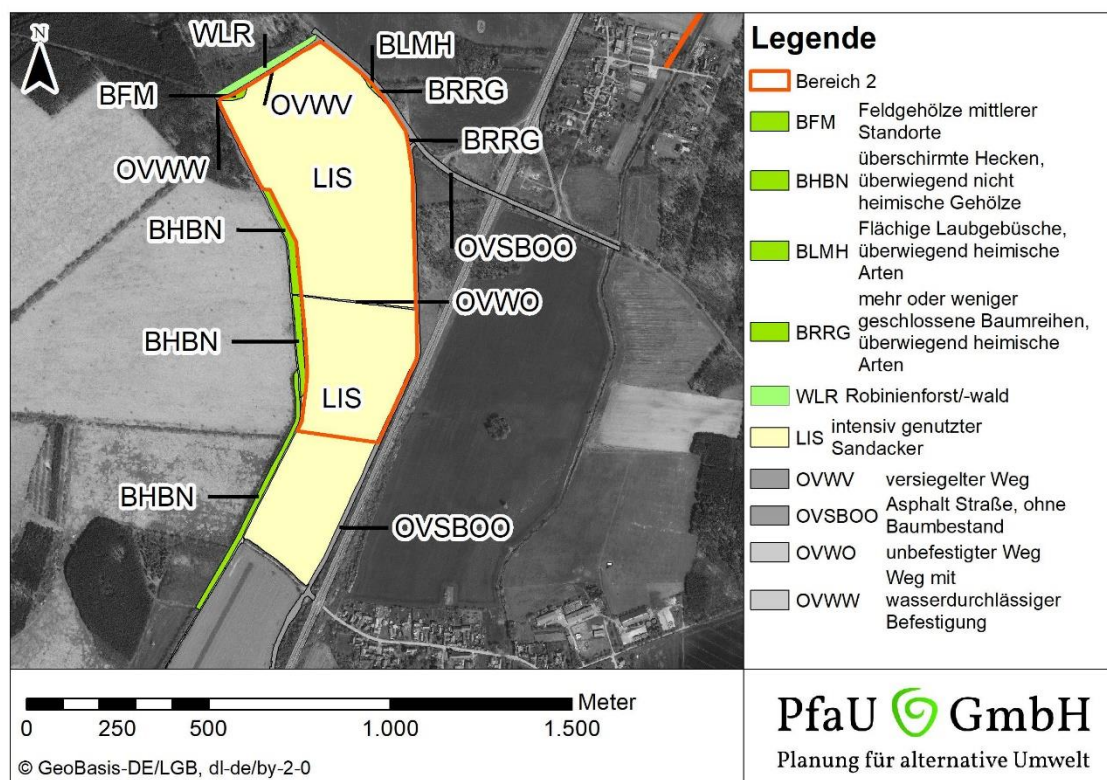 N
WLR
BLMH
BFM
OVWV
BRRG
BRRG
OVWW
LIS
BHBN
OVSBOO
OVWO
BHBN
LIS
BHBN
OVSBOO
Legende
Bereich 2
BFM Feldgehölze mittlerer
Standorte
überschirmte Hecken,
BHBN überwiegend nicht
heimische Gehölze
Flächige Laubgebüsche,
BLMH überwiegend heimische
Arten
mehr oder weniger
geschlossene Baumreihen,
BRRG überwiegend heimische
Arten
WLR Robinienforst/-wald
LIS intensiv genutzter
Sandacker
OVWV versiegelter Weg
OVSBOO Asphalt Straße, ohne
Baumbestand
OVWO unbefestigter Weg
Weg mit
OVWW wasserdurchlässiger
Befestigung
Meter
0 250 500 1.000 1.500
© GeoBasis-DE/LGB, dl-de/by-2-0
PfaU GmbH
Planung für alternative Umwelt